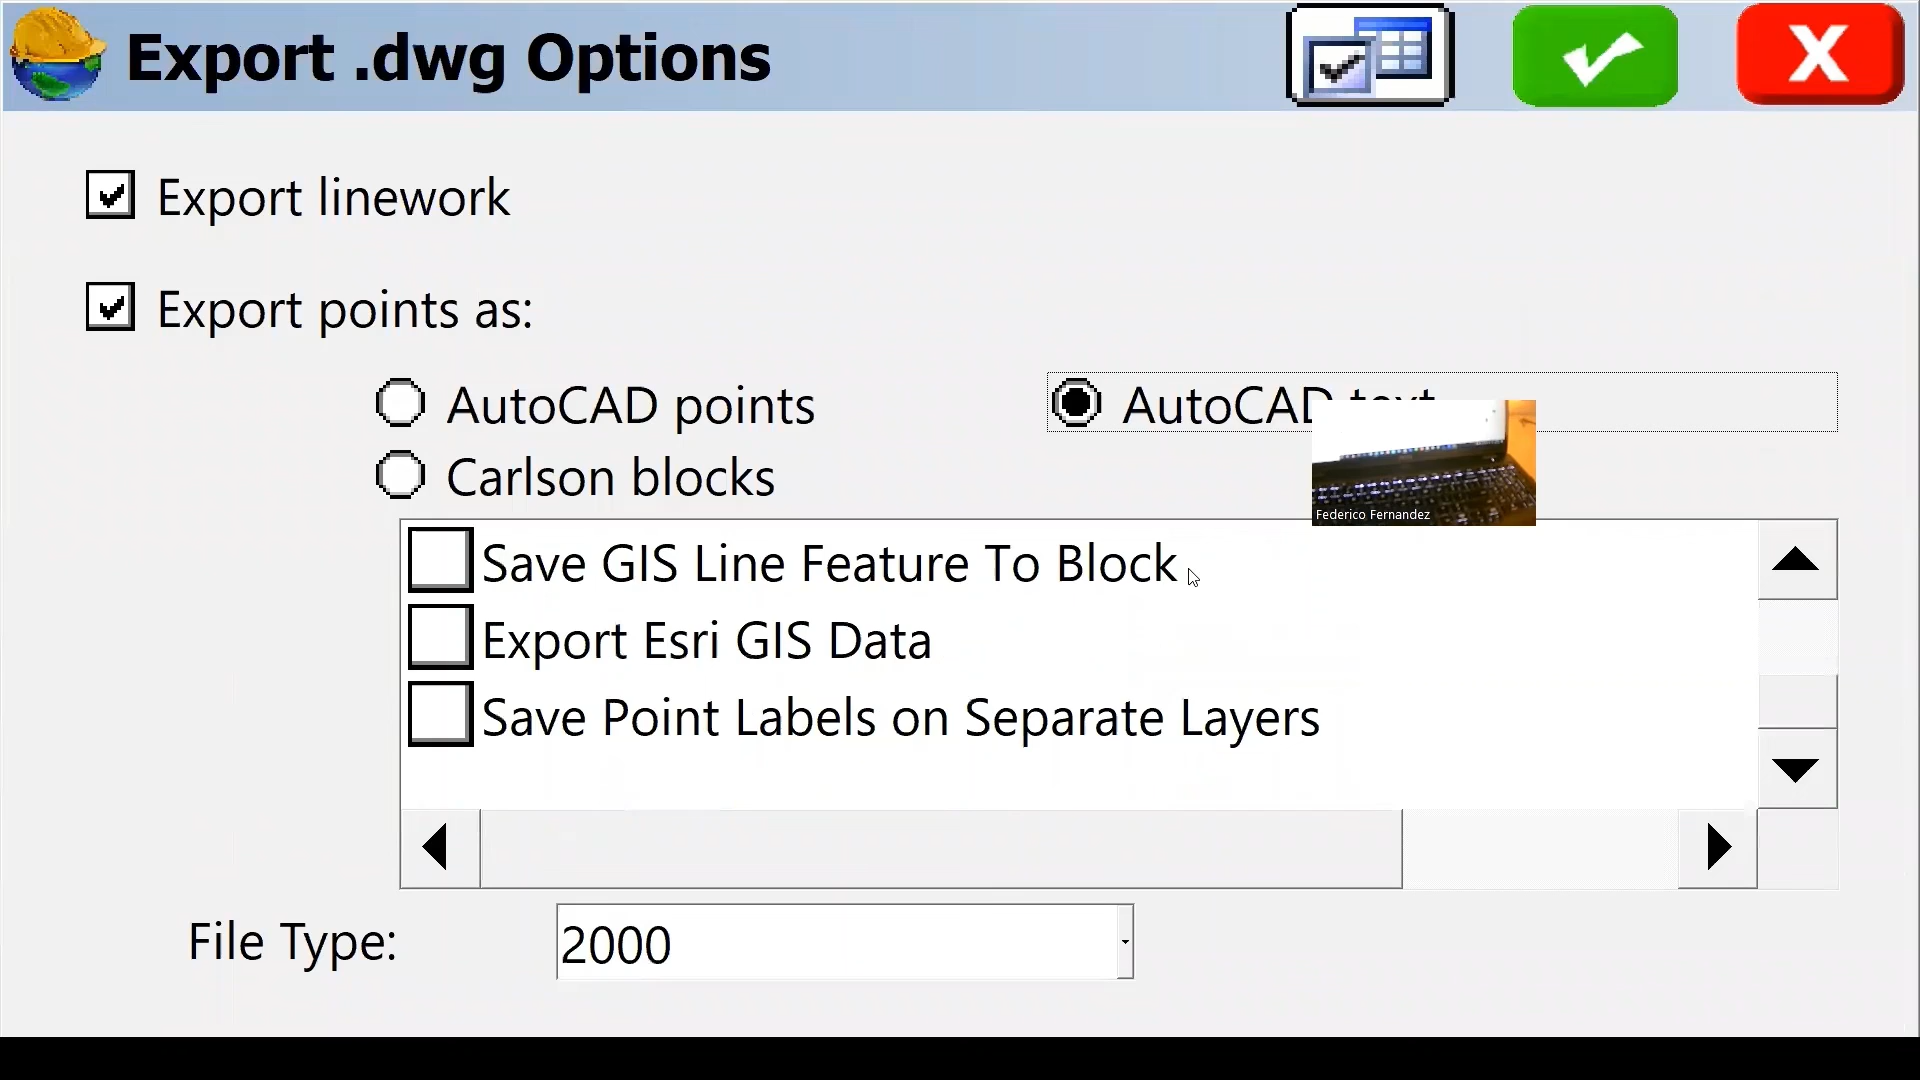 Export .dwg Options
Export linework
Export points as:
AutoCAD points
AutoCAD text
Carlson blocks
Federico Fernandez
Save GIS Line Feature To Block
Export Esri GIS Data
Save Point Labels on Separate Layers
File Type:
2000